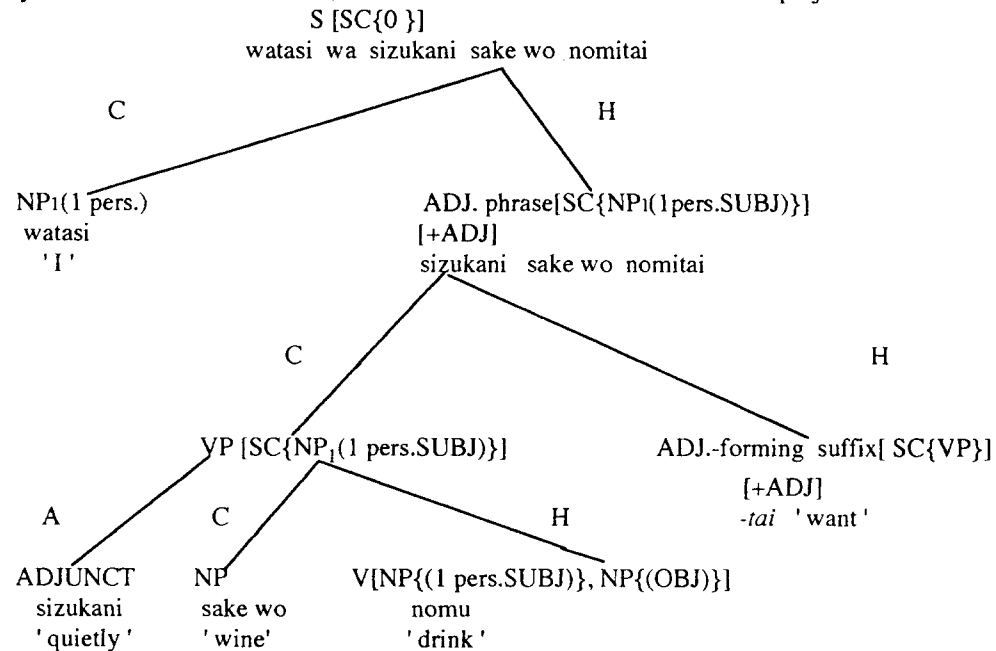 S [SC{0 }]
watasi wa sizukani sake wo nomitai
C H
NP1(1 pers.) ADJ. phrase[SC{NP1(1pers.SUBJ)}]
watasi [+ADJ]
' I ' sizukani sake wo nomitai
C H
VP [SC{NP1(1 pers.SUBJ)}] ADJ.-forming suffix[ SC{VP}]
[+ADJ]
A C H -tai ' want '
ADJUNCT NP V[NP{(1 pers.SUBJ)}, NP{(OBJ)}]
sizukani sake wo nomu
' quietly ' ' wine' ' drink '